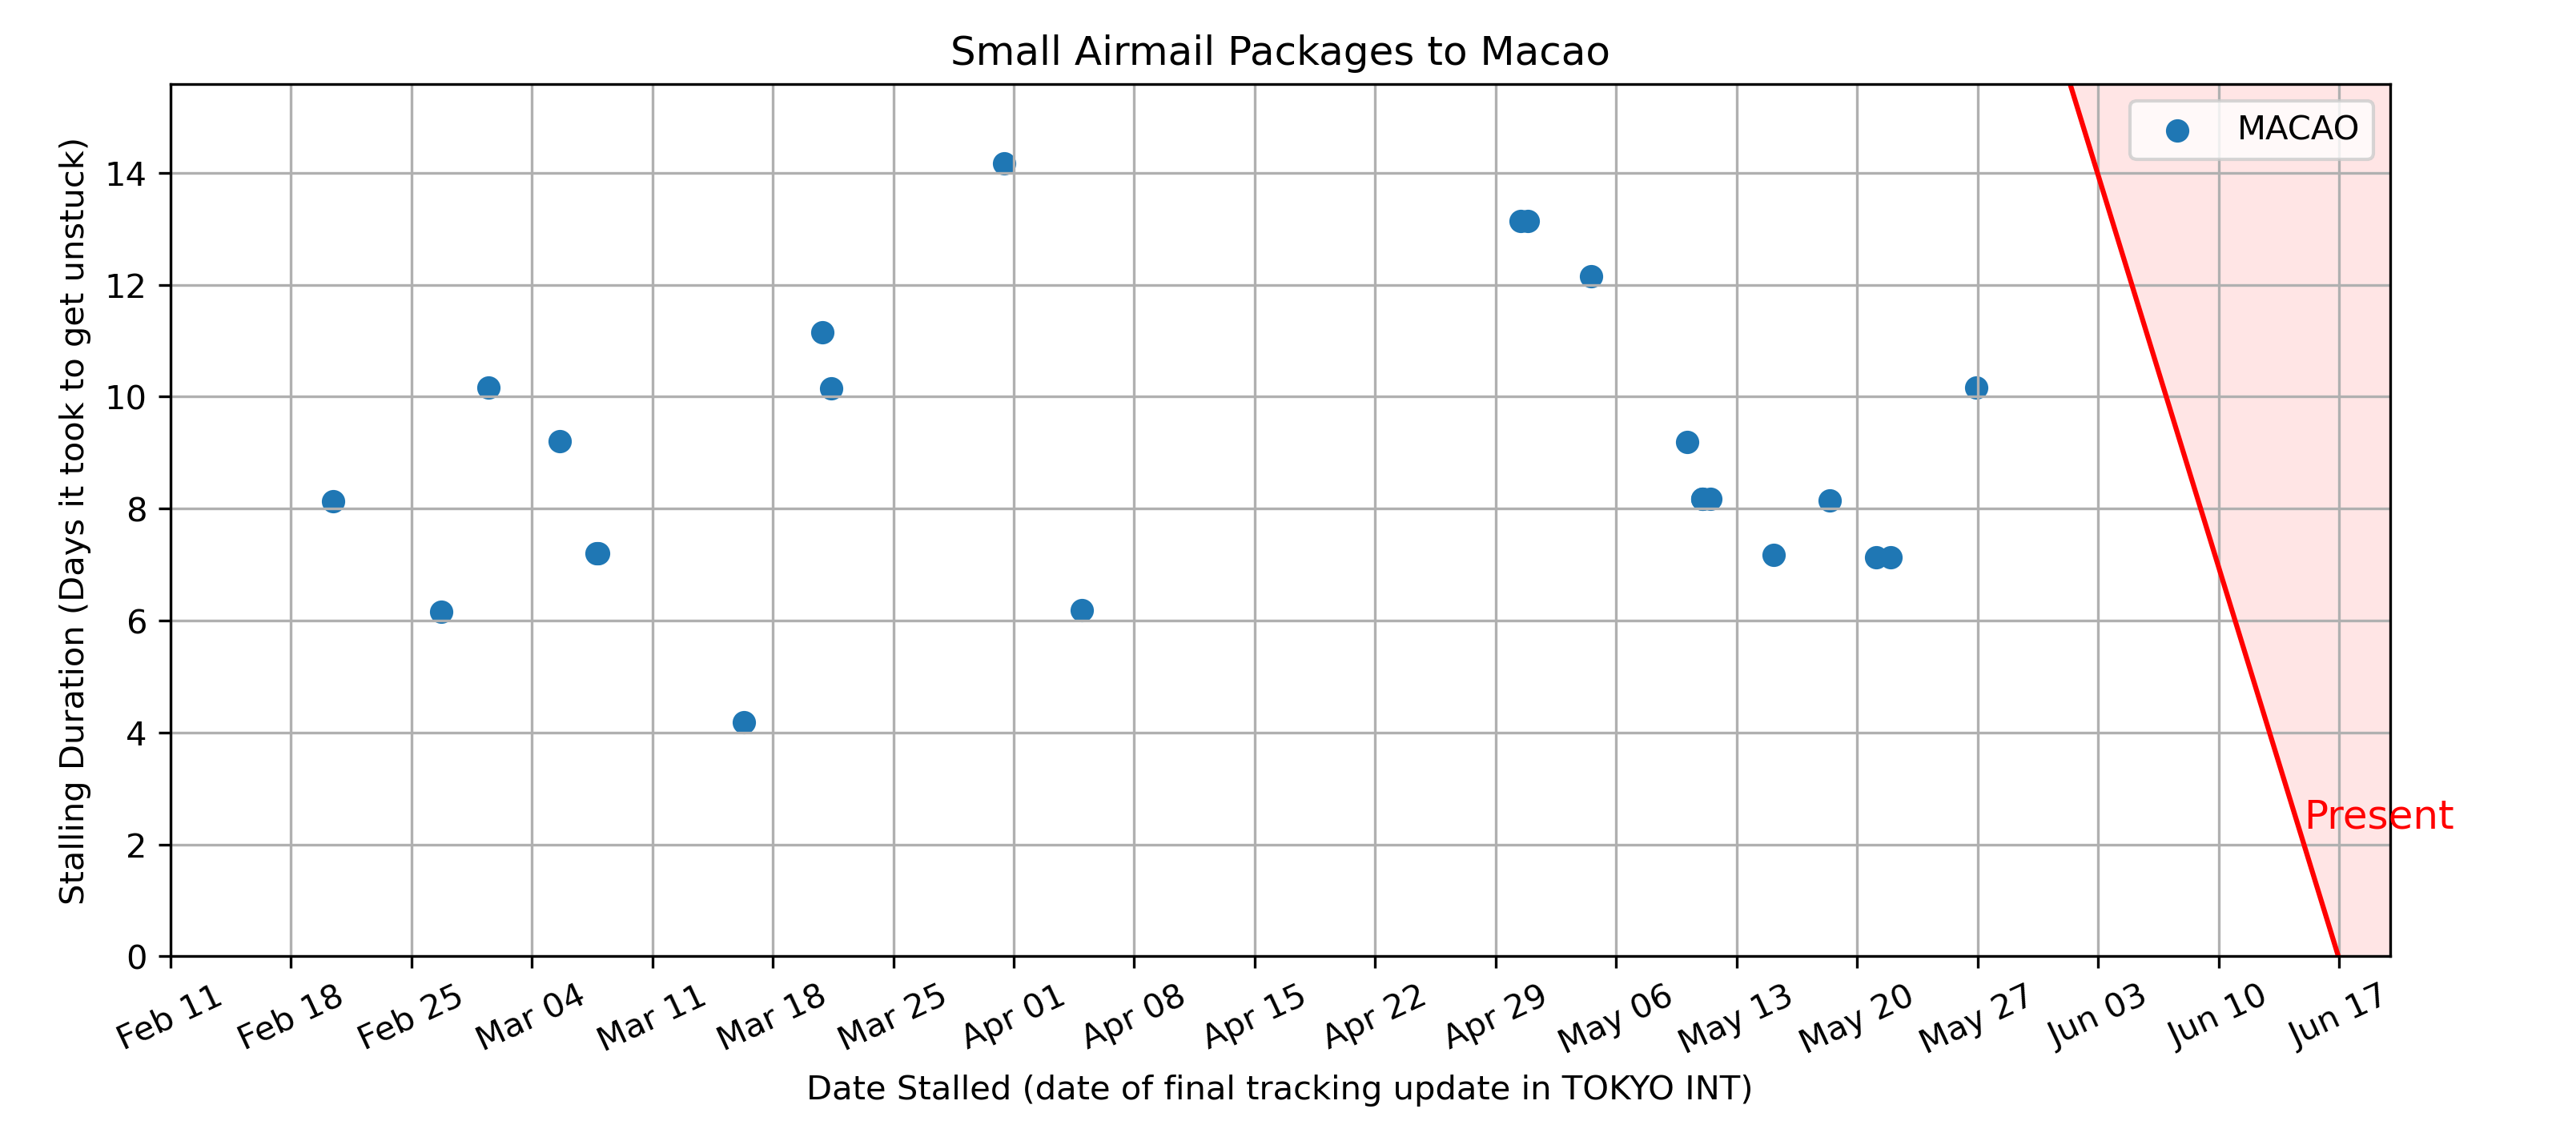 Small Airmail Packages to Macao
MACAO
Stalling Duration (Days it took to get unstuck)
14
12
10
8
6
4
2
0
Present
Feb 11
Feb 18
Feb 25
Mar 04
Mar 11
Mar 18
Mar 25
Apr 01
Apr 08
Apr 15
Apr 22
Apr 29
May 06
May 13
May 20
May 27
Jun 03
Jun 10
Jun 17
Date Stalled (date of final tracking update in TOKYO INT)